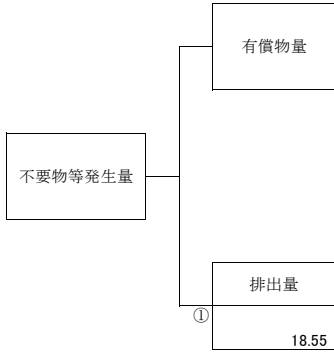 有償物量
不要物等発生量
排出量
①
18.55